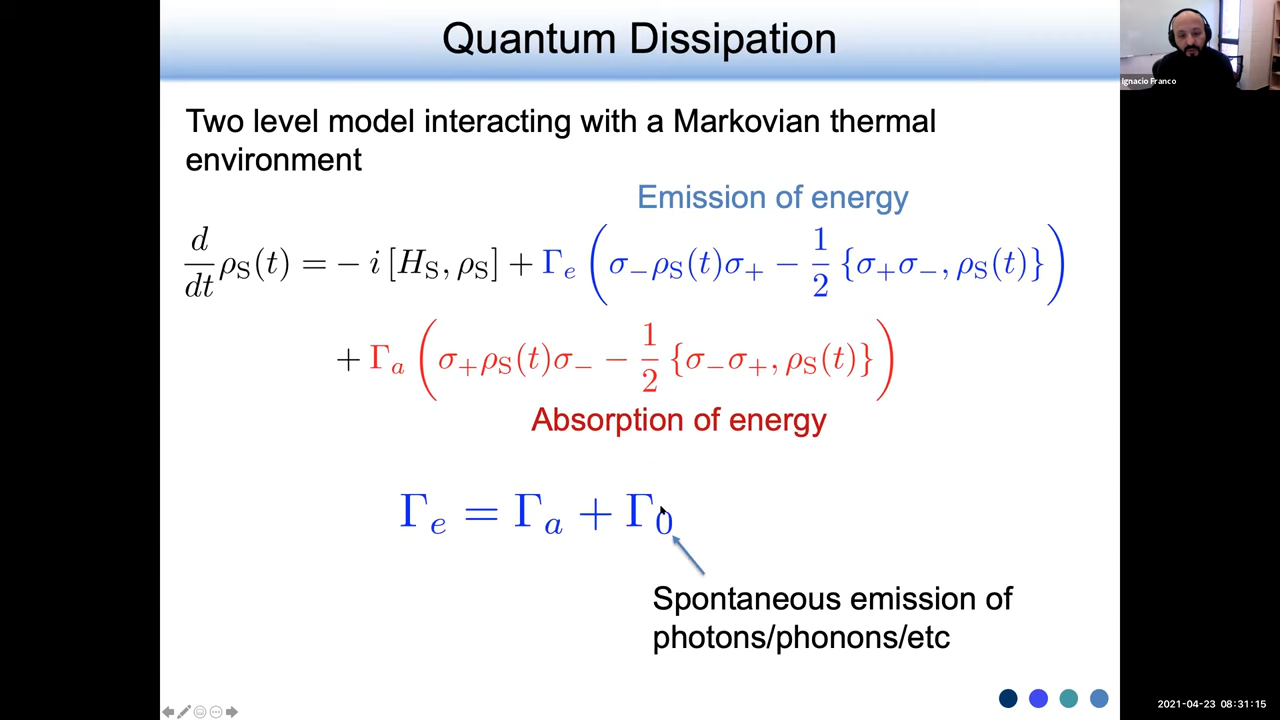 Quantum Dissipation
Ignacio Franco
Two level model interacting with a Markovian thermal
environment
Emission of energy
d/dt ρ_S(t) = − i [H_S, ρ_S] + Γ_e ( σ_− ρ_S(t) σ_+ − 1/2 {σ_+ σ_−, ρ_S(t)} )
+ Γ_a ( σ_+ ρ_S(t) σ_− − 1/2 {σ_− σ_+, ρ_S(t)} )
Absorption of energy
Γ_e = Γ_a + Γ_0
Spontaneous emission of
photons/phonons/etc
2021-04-23 08:31:15